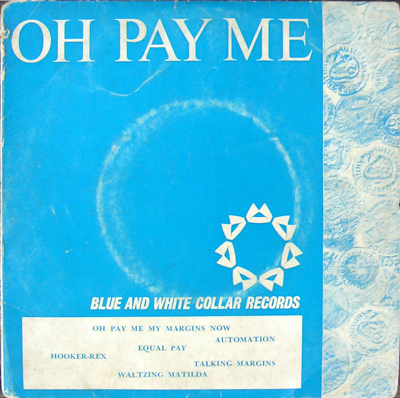 OH PAY ME
BLUE AND WHITE COLLAR RECORDS
OH PAY ME MY MARGINS NOW
AUTOMATION
EQUAL PAY
HOOKER-REX
TALKING MARGINS
WALTZING MATILDA